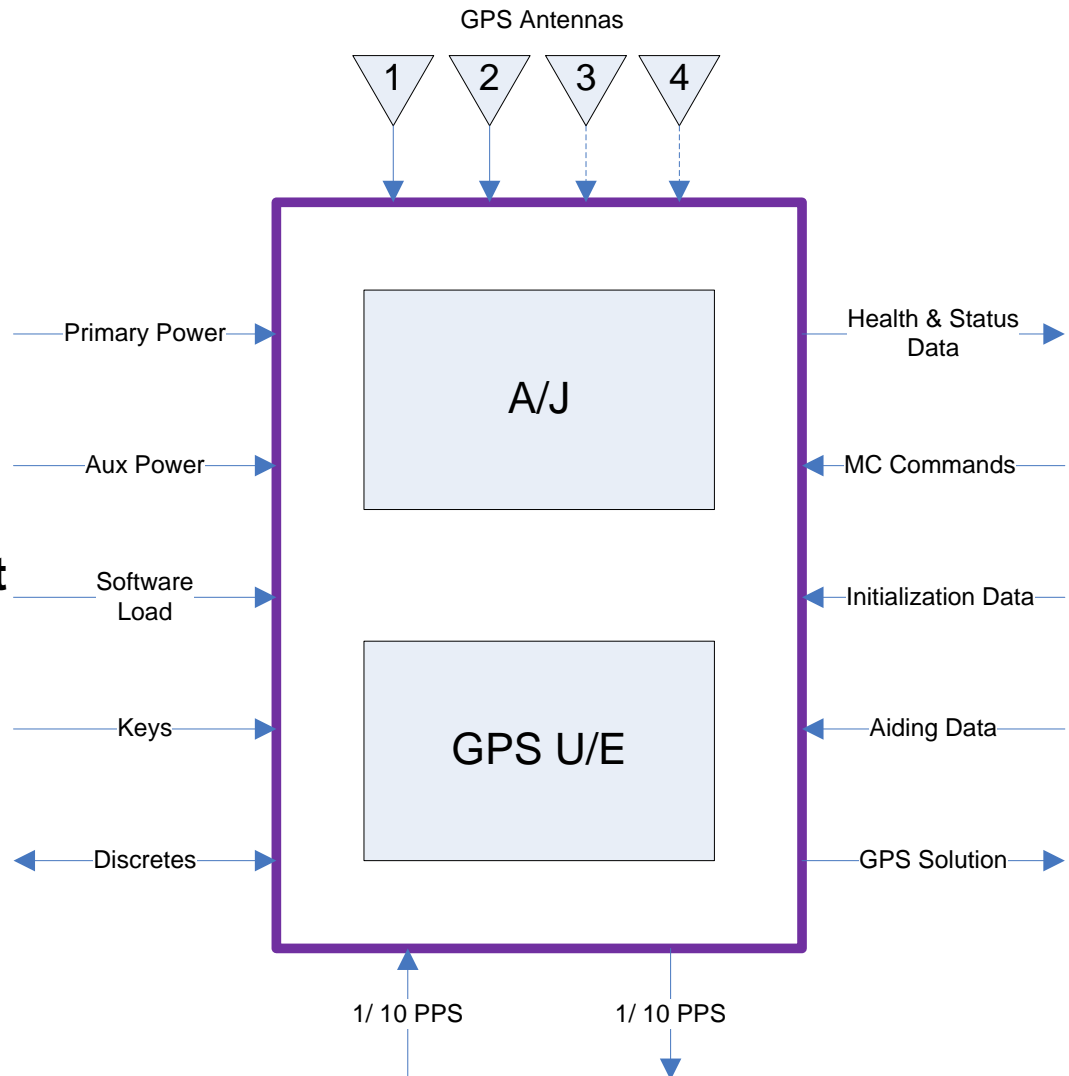 GPS Antennas
1 2 3 4
Primary Power
Health & Status
Data
A/J
Aux Power
MC Commands
t
Software
Load
Initialization Data
Keys
Aiding Data
GPS U/E
Discretes
GPS Solution
1/ 10 PPS
1/ 10 PPS